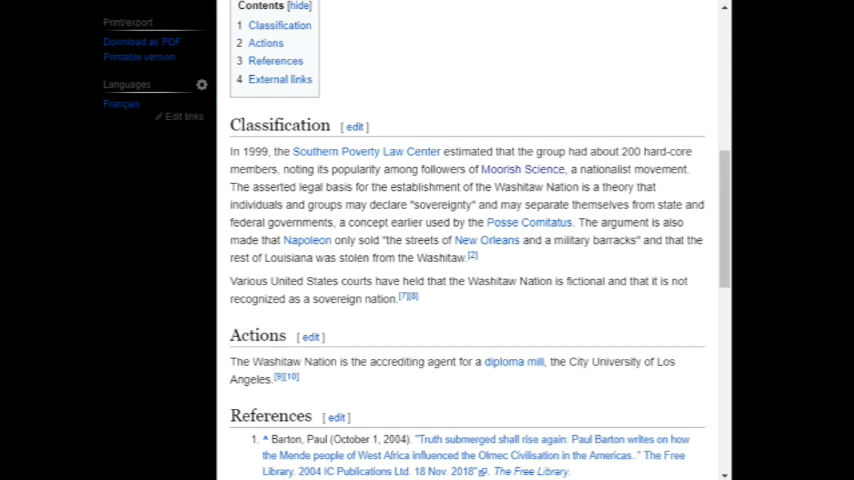 Contents [hide]
Print/export
1 Classification
Download as PDF
2 Actions
Printable version
3 References
4 External links
Languages
Français
Edit links
Classification [ edit ]
In 1999, the Southern Poverty Law Center estimated that the group had about 200 hard-core
members, noting its popularity among followers of Moorish Science, a nationalist movement.
The asserted legal basis for the establishment of the Washitaw Nation is a theory that
individuals and groups may declare "sovereignty" and may separate themselves from state and
federal governments, a concept earlier used by the Posse Comitatus. The argument is also
made that Napoleon only sold "the streets of New Orleans and a military barracks" and that the
rest of Louisiana was stolen from the Washitaw.[2]
Various United States courts have held that the Washitaw Nation is fictional and that it is not
recognized as a sovereign nation.[7][8]
Actions [ edit ]
The Washitaw Nation is the accrediting agent for a diploma mill, the City University of Los
Angeles.[9][10]
References [ edit ]
1. ^ Barton, Paul (October 1, 2004). "Truth submerged shall rise again: Paul Barton writes on how
the Mende people of West Africa influenced the Olmec Civilisation in the Americas.." The Free
Library. 2004 IC Publications Ltd. 18 Nov. 2018". The Free Library.